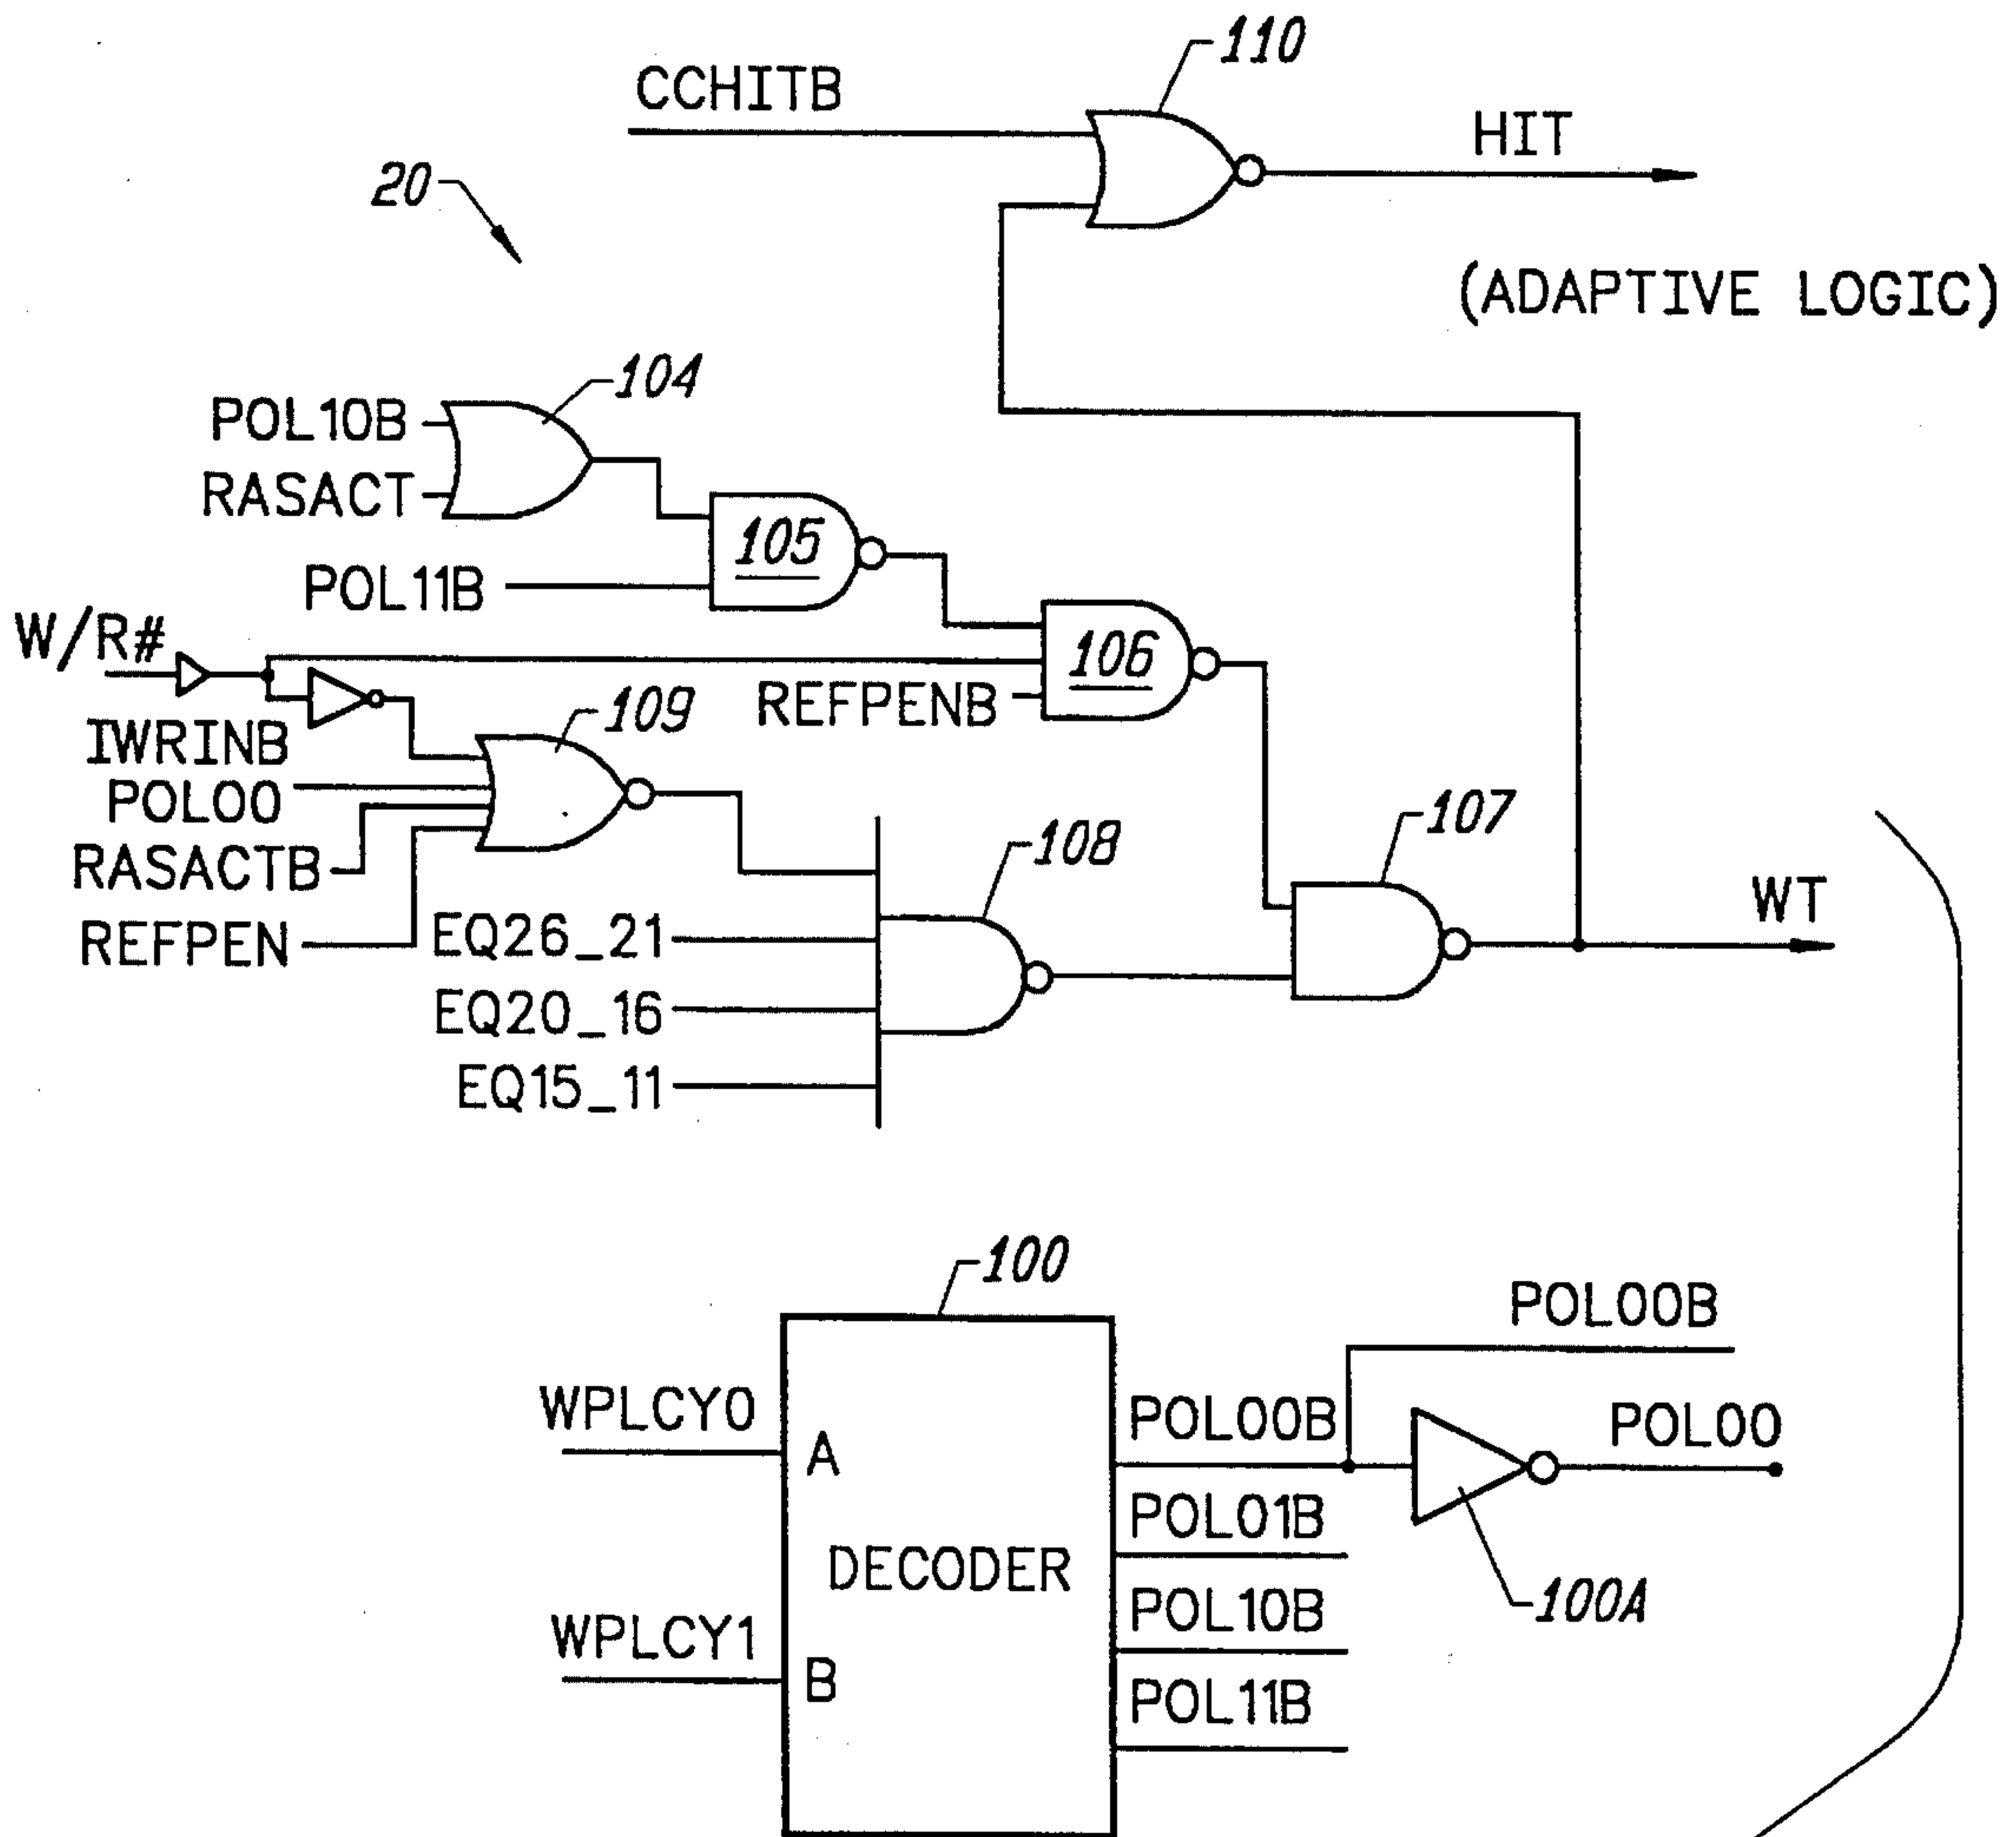 110
CCHITB
HIT
20
(ADAPTIVE LOGIC)
104
POL10B
RASACT
105
POL11B
W/R#
106
REFPENB
109
IWRINB
POL00
RASACTB
REFPEN
108
107
WT
EQ26_21
EQ20_16
EQ15_11
100
POL00B
WPLCY0
A
POL00B
POL00
POL01B
DECODER
POL10B
100A
WPLCY1
B
POL11B